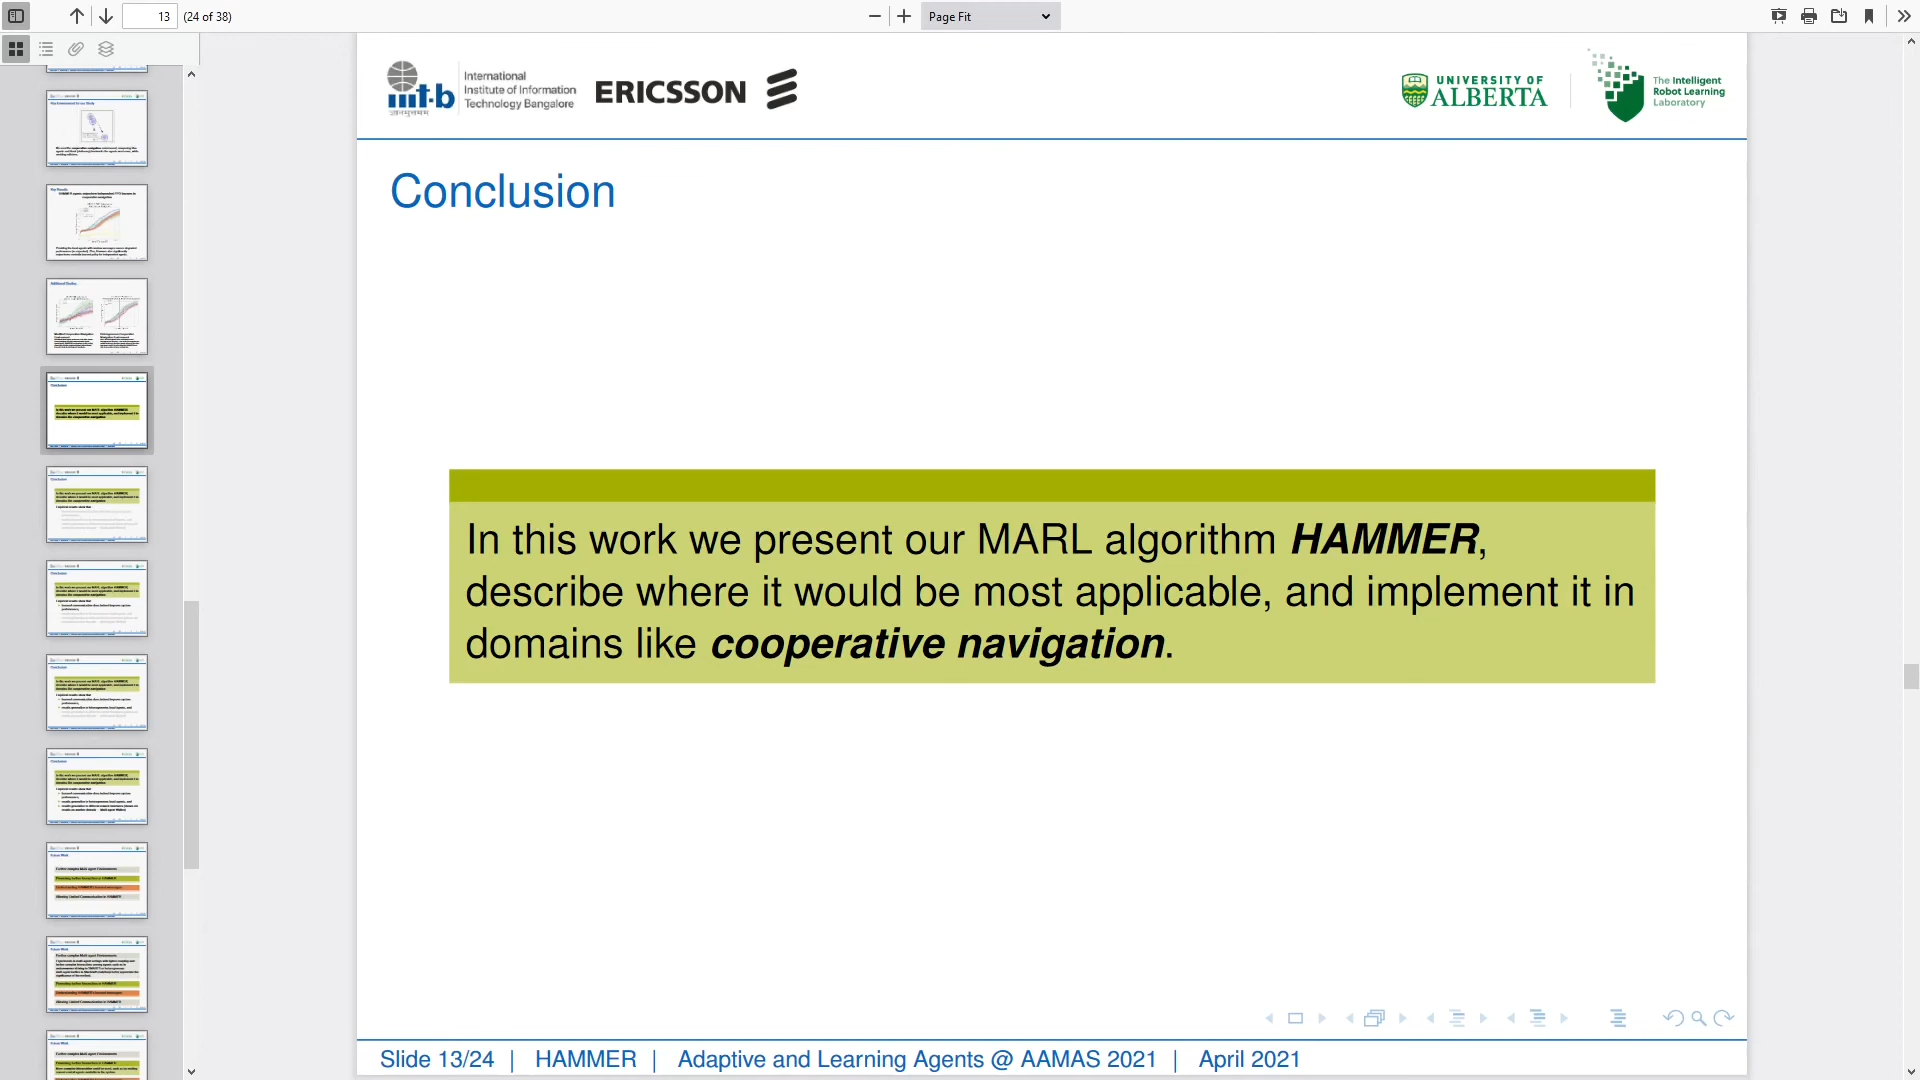 13
(24 of 38)
Page Fit
International
Institute of Information
Technology Bangalore
ERICSSON
UNIVERSITY OF
ALBERTA
The Intelligent
Robot Learning
Laboratory
Conclusion
In this work we present our MARL algorithm HAMMER,
describe where it would be most applicable, and implement it in
domains like cooperative navigation.
Slide 13/24 | HAMMER | Adaptive and Learning Agents @ AAMAS 2021 | April 2021